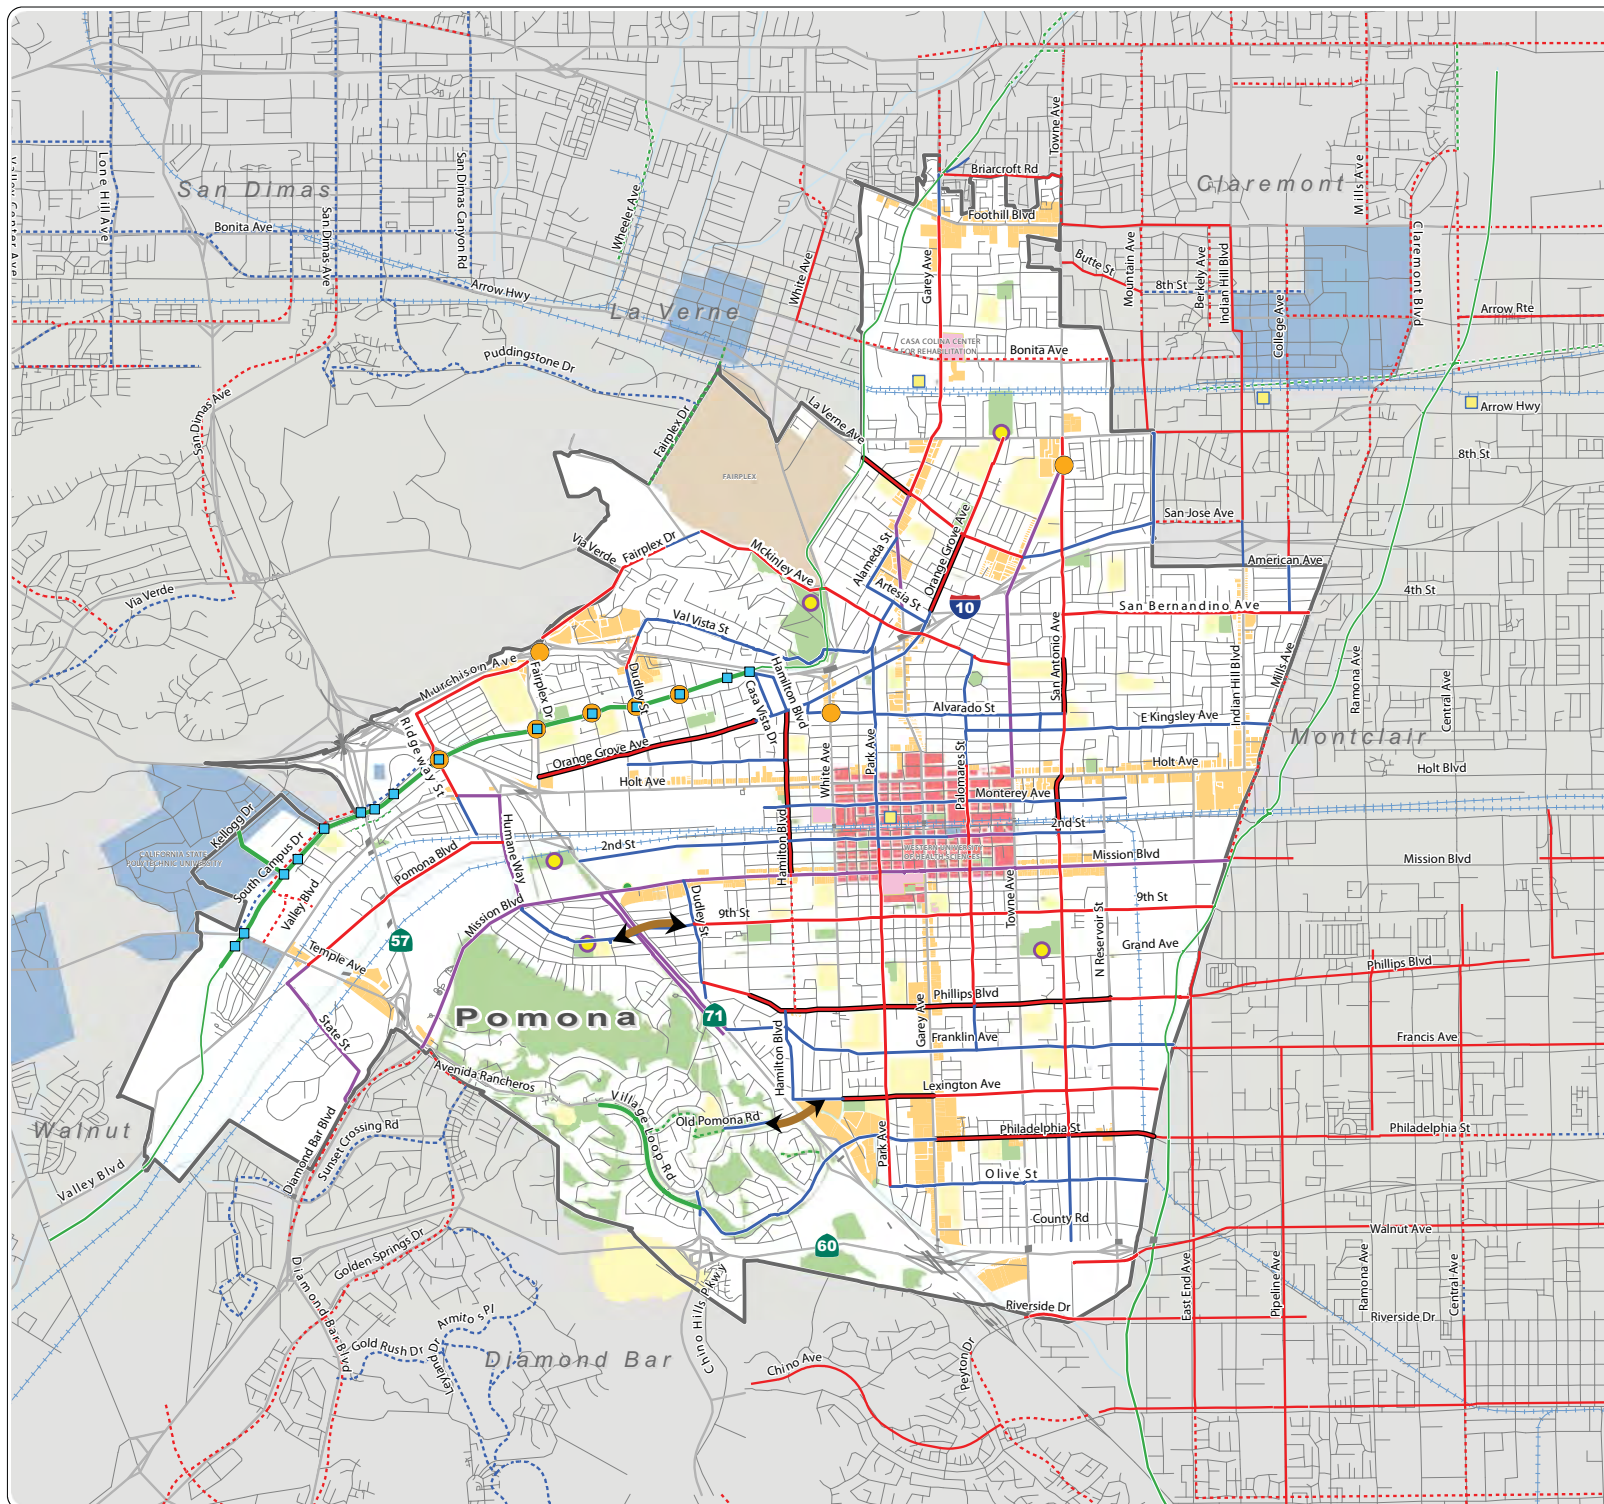 Towne Ave
Briarcroft Rd
San Dimas
Lone Hill Ave
San Dimas Canyon Rd
Claremont
Mills Ave
Wheeler Ave
Bonita Ave
San Dimas Ave
Foothill Blvd
Claremont Blvd
Valley Center Ave
Garey Ave
White Ave
Butte St
Mountain Ave
Berkely Ave
Indian Hill Blvd
8th St
Arrow Hwy
La Verne
College Ave
Arrow Rte
CASA COLINA CENTER
FOR REHABILITATION
Bonita Ave
Puddingstone Dr
San Dimas Ave
Fairplex Dr
La Verne Ave
Arrow Hwy
8th St
FAIRPLEX
San Jose Ave
Via Verde
Fairplex Dr
Mckinley Ave
Alameda St
Orange Grove Ave
American Ave
Via Verde
Artesia St
10
San Bernandino Ave
4th St
Val Vista St
San Antonio Ave
Murchison Ave
Fairplex Dr
Dudley St
Hamilton Blvd
Casa Vista Dr
Mills Ave
Indian Hill Blvd
Ramona Ave
Central Ave
Alvarado St
E Kingsley Ave
Ridgeway St
Orange Grove Ave
White Ave
Park Ave
Palomares St
Montclair
Holt Ave
Holt Ave
Holt Blvd
Monterey Ave
Kellogg Dr
Humane Way
Hamilton Blvd
2nd St
2nd St
CALIFORNIA STATE
POLYTECHNIC UNIVERSITY
South Campus Dr
Pomona Blvd
WESTERN UNIVERSITY
OF HEALTH SCIENCES
Mission Blvd
Mission Blvd
Valley Blvd
Mission Blvd
Dudley St
9th St
Towne Ave
9th St
N Reservoir St
57
Temple Ave
Grand Ave
Phillips Blvd
State St
Pomona
71
Phillips Blvd
Garey Ave
Hamilton Blvd
Franklin Ave
Francis Ave
Avenida Rancheros
Lexington Ave
Village Loop Rd
Old Pomona Rd
Walnut
Diamond Bar Blvd
Sunset Crossing Rd
Park Ave
Philadelphia St
Philadelphia St
Valley Blvd
Olive St
County Rd
Walnut Ave
Golden Springs Dr
60
Diamond Bar Blvd
Chino Hills Pkwy
East End Ave
Pipeline Ave
Ramona Ave
Central Ave
Riverside Dr
Riverside Dr
Armitos Pl
Gold Rush Dr
Leyland Dr
Diamond Bar
Chino Ave
Peyton Dr